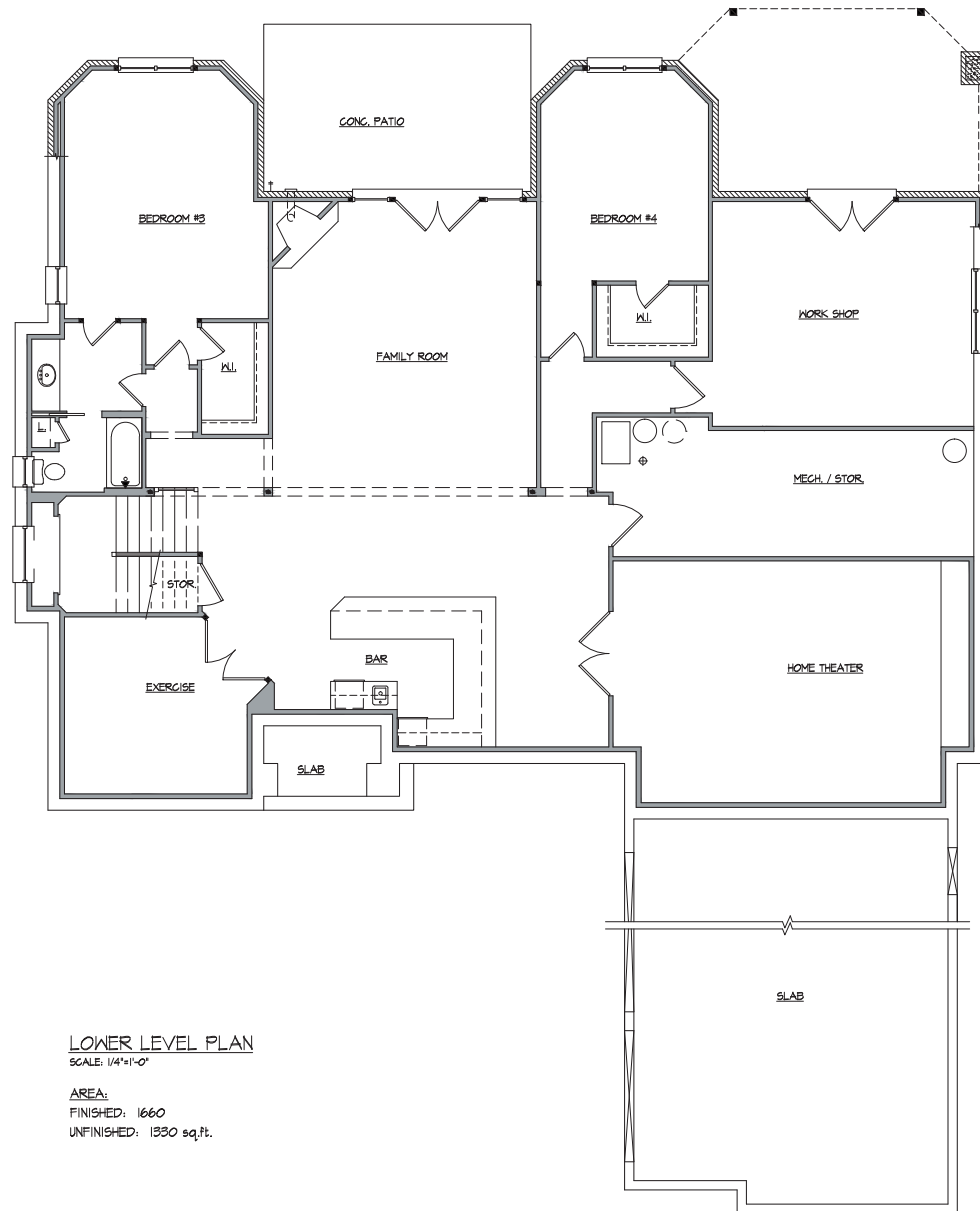 CONC. PATIO
BEDROOM #3
BEDROOM #4
WORK SHOP
W.I.
FAMILY ROOM
W.I.
L
MECH. / STOR.
STOR.
BAR
EXERCISE
HOME THEATER
SLAB
SLAB
LOWER LEVEL PLAN
SCALE: 1/4"=1'-0"
AREA:
FINISHED: 1660
UNFINISHED: 1330 sq.ft.